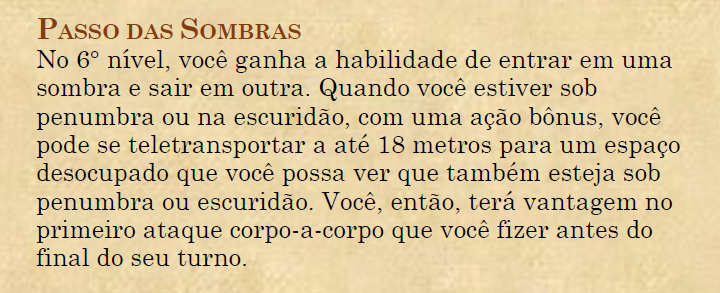 PASSO DAS SOMBRAS
No 6° nível, você ganha a habilidade de entrar em uma
sombra e sair em outra. Quando você estiver sob
penumbra ou na escuridão, com uma ação bônus, você
pode se teletransportar a até 18 metros para um espaço
desocupado que você possa ver que também esteja sob
penumbra ou escuridão. Você, então, terá vantagem no
primeiro ataque corpo-a-corpo que você fizer antes do
final do seu turno.